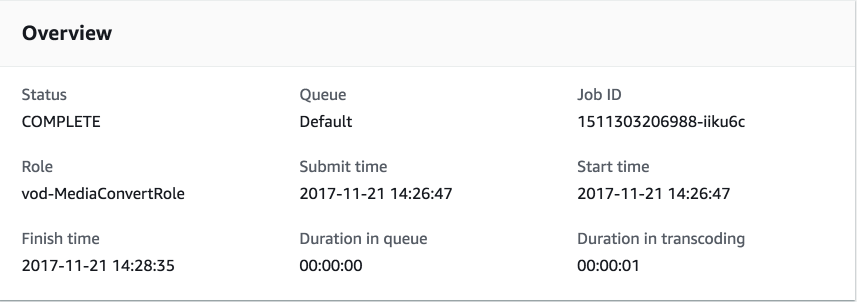 Overview
Status Queue Job ID
COMPLETE Default 1511303206988-iiku6c
Role Submit time Start time
vod-MediaConvertRole 2017-11-21 14:26:47 2017-11-21 14:26:47
Finish time Duration in queue Duration in transcoding
2017-11-21 14:28:35 00:00:00 00:00:01